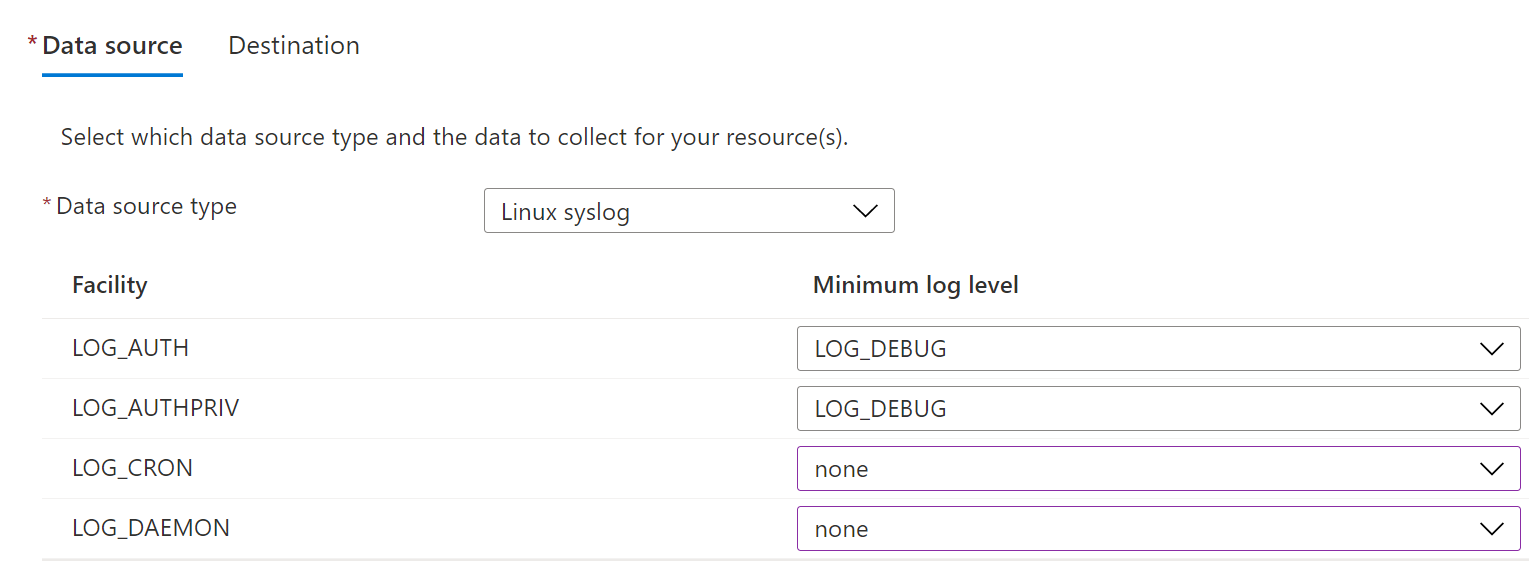 * Data source Destination
Select which data source type and the data to collect for your resource(s).
* Data source type Linux syslog
Facility Minimum log level
LOG_AUTH LOG_DEBUG
LOG_AUTHPRIV LOG_DEBUG
LOG_CRON none
LOG_DAEMON none